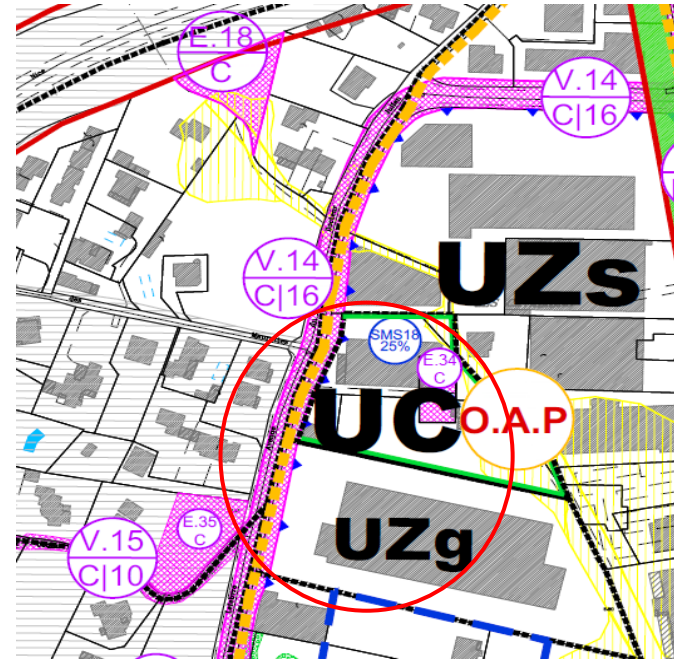 E.18
C
V.14
C|16
V.14
C|16
UZs
SMS18
25%
E.34
C
UC
O.A.P
E.35
C
UZg
V.15
C|10